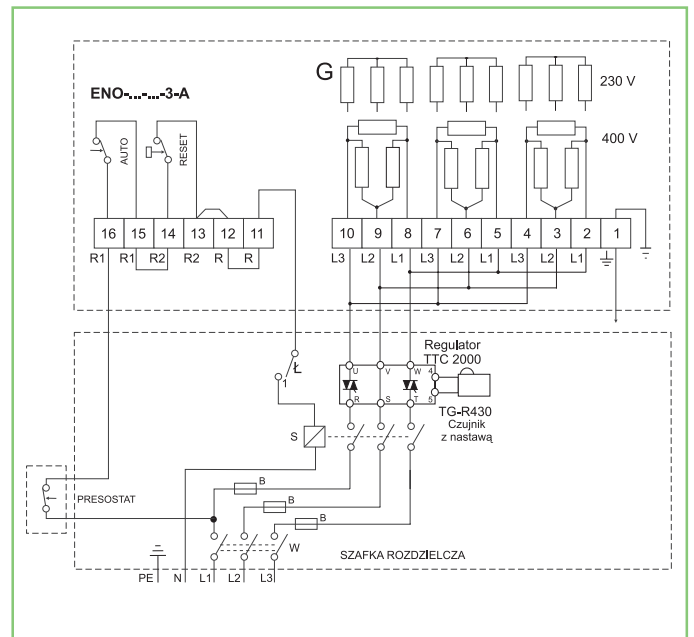 G
230 V
ENO-...-...-3-A
400 V
AUTO
RESET
16 15 14 13 12 11
10 9 8 7 6 5 4 3 2 1
R1 R1 R2 R2 R R
L3 L2 L1 L3 L2 L1 L3 L2 L1
Regulator
TTC 2000
U V W 4
R S T 5
Ł
1
TG-R430
Czujnik
z nastawą
S
B
B
B
PRESOSTAT
W
SZAFKA ROZDZIELCZA
PE N L1 L2 L3